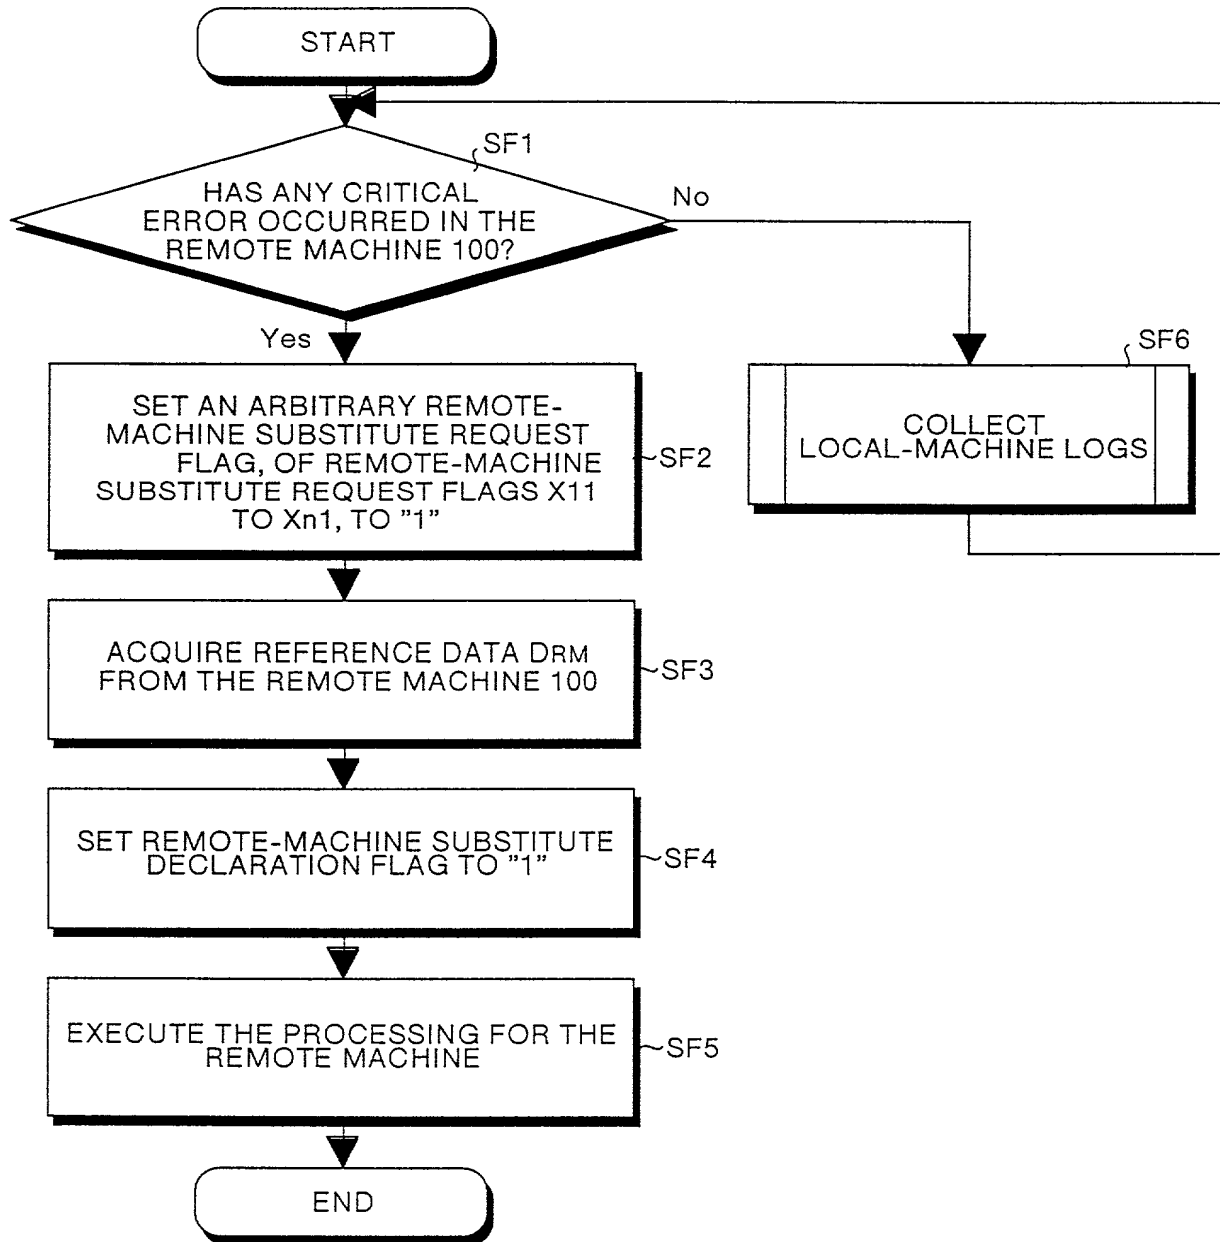 START
SF1
HAS ANY CRITICAL
ERROR OCCURRED IN THE
REMOTE MACHINE 100?
No
Yes
SF6
COLLECT
LOCAL-MACHINE LOGS
SET AN ARBITRARY REMOTE-
MACHINE SUBSTITUTE REQUEST
FLAG, OF REMOTE-MACHINE
SUBSTITUTE REQUEST FLAGS X11
TO Xn1, TO "1"
SF2
ACQUIRE REFERENCE DATA DRM
FROM THE REMOTE MACHINE 100
SF3
SET REMOTE-MACHINE SUBSTITUTE
DECLARATION FLAG TO "1"
SF4
EXECUTE THE PROCESSING FOR THE
REMOTE MACHINE
SF5
END